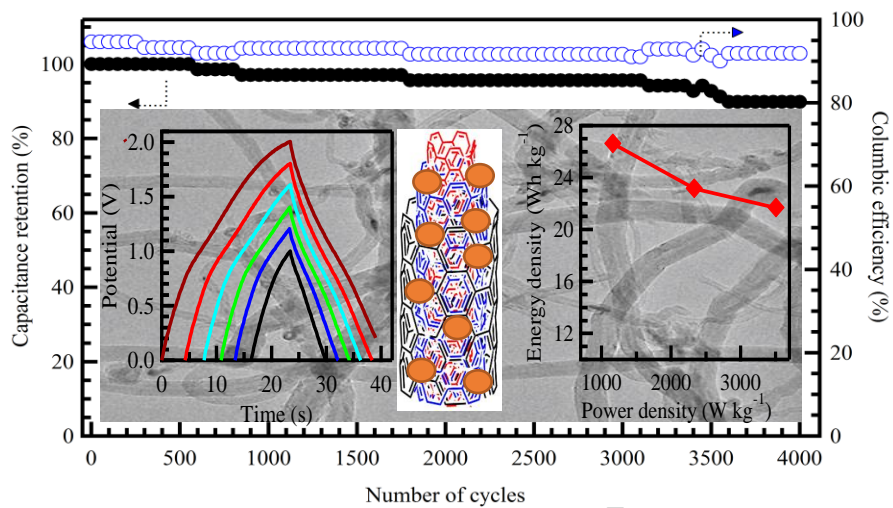 100
80
60
40
20
0
Capacitance retention (%)
100
80
60
40
20
0
Columbic efficiency (%)
0 500 1000 1500 2000 2500 3000 3500 4000
Number of cycles
2.0
1.5
1.0
0.5
0.0
Potential (V)
0 10 20 30 40
Time (s)
28
24
22
16
12
Energy density (Wh kg-1)
1000 2000 3000
Power density (W kg-1)